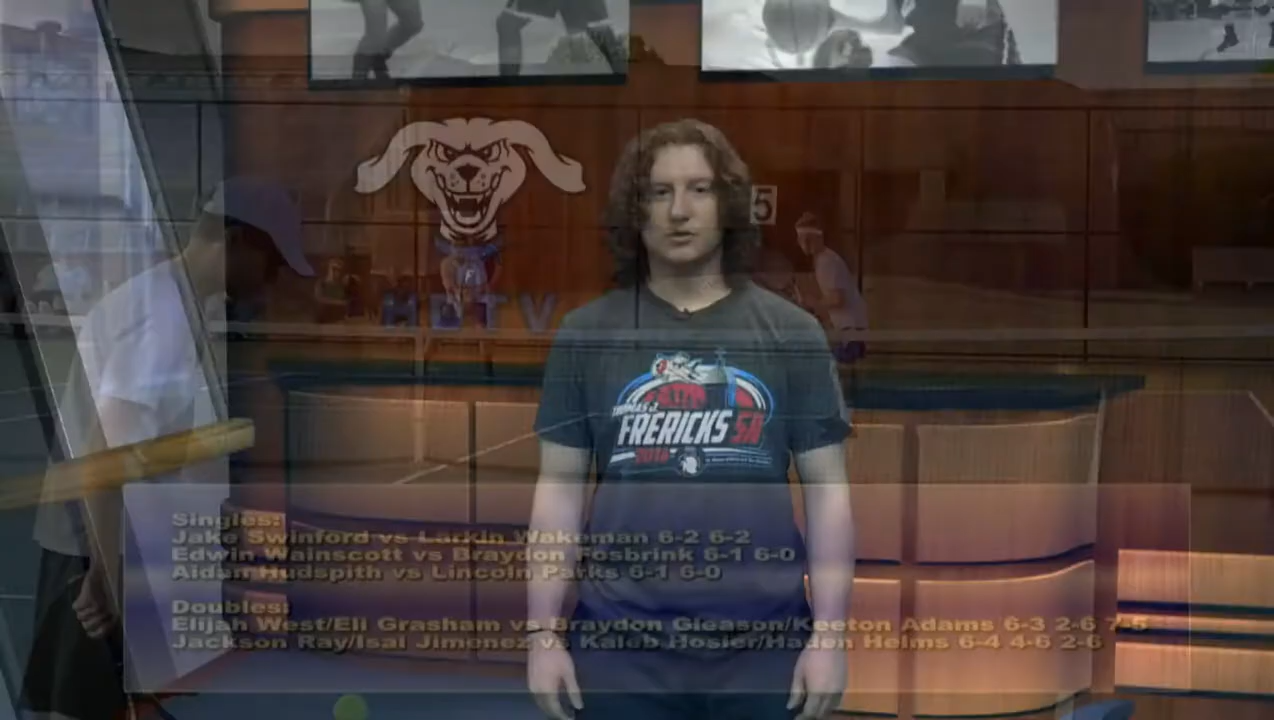 5
HDTV
THOMAS J.
FRERICKS 5K
2016
Singles:
Jake Swinford vs Larkin Wakeman 6-2 6-2
Edwin Wainscott vs Braydon Fosbrink 6-1 6-0
Aidan Hudspith vs Lincoln Parks 6-1 6-0
Doubles:
Elijah West/Eli Grasham vs Braydon Gleason/Keeton Adams 6-3 2-6 7-5
Jackson Ray/Isai Jimenez vs Kaleb Hosier/Haden Helms 6-4 4-6 2-6